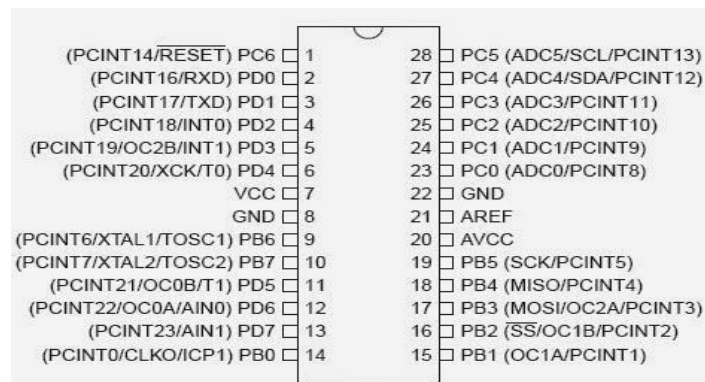 (PCINT14/RESET) PC6 1 28 PC5 (ADC5/SCL/PCINT13)
(PCINT16/RXD) PD0 2 27 PC4 (ADC4/SDA/PCINT12)
(PCINT17/TXD) PD1 3 26 PC3 (ADC3/PCINT11)
(PCINT18/INT0) PD2 4 25 PC2 (ADC2/PCINT10)
(PCINT19/OC2B/INT1) PD3 5 24 PC1 (ADC1/PCINT9)
(PCINT20/XCK/T0) PD4 6 23 PC0 (ADC0/PCINT8)
VCC 7 22 GND
GND 8 21 AREF
(PCINT6/XTAL1/TOSC1) PB6 9 20 AVCC
(PCINT7/XTAL2/TOSC2) PB7 10 19 PB5 (SCK/PCINT5)
(PCINT21/OC0B/T1) PD5 11 18 PB4 (MISO/PCINT4)
(PCINT22/OC0A/AIN0) PD6 12 17 PB3 (MOSI/OC2A/PCINT3)
(PCINT23/AIN1) PD7 13 16 PB2 (SS/OC1B/PCINT2)
(PCINT0/CLKO/ICP1) PB0 14 15 PB1 (OC1A/PCINT1)